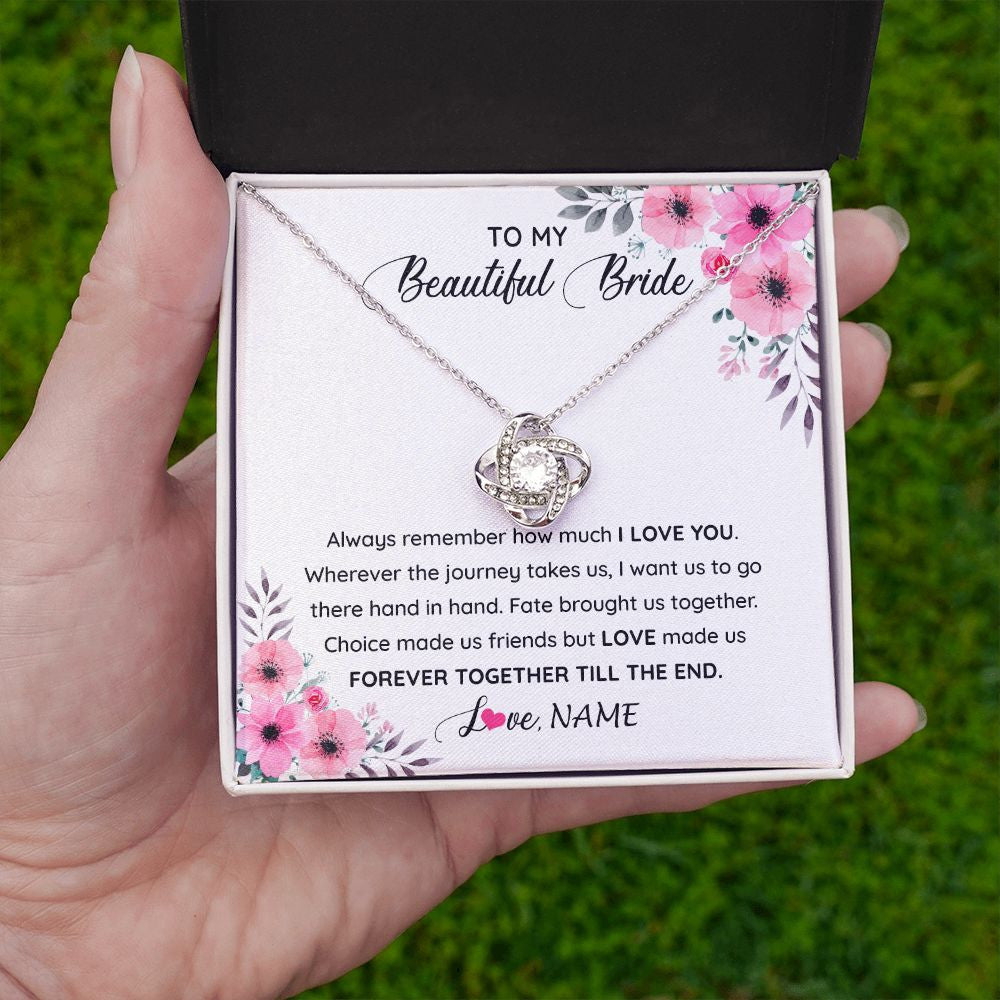 TO MY
Beautiful Bride
Always remember how much I LOVE YOU.
Wherever the journey takes us, I want us to go
there hand in hand. Fate brought us together.
Choice made us friends but LOVE made us
FOREVER TOGETHER TILL THE END.
Love, NAME